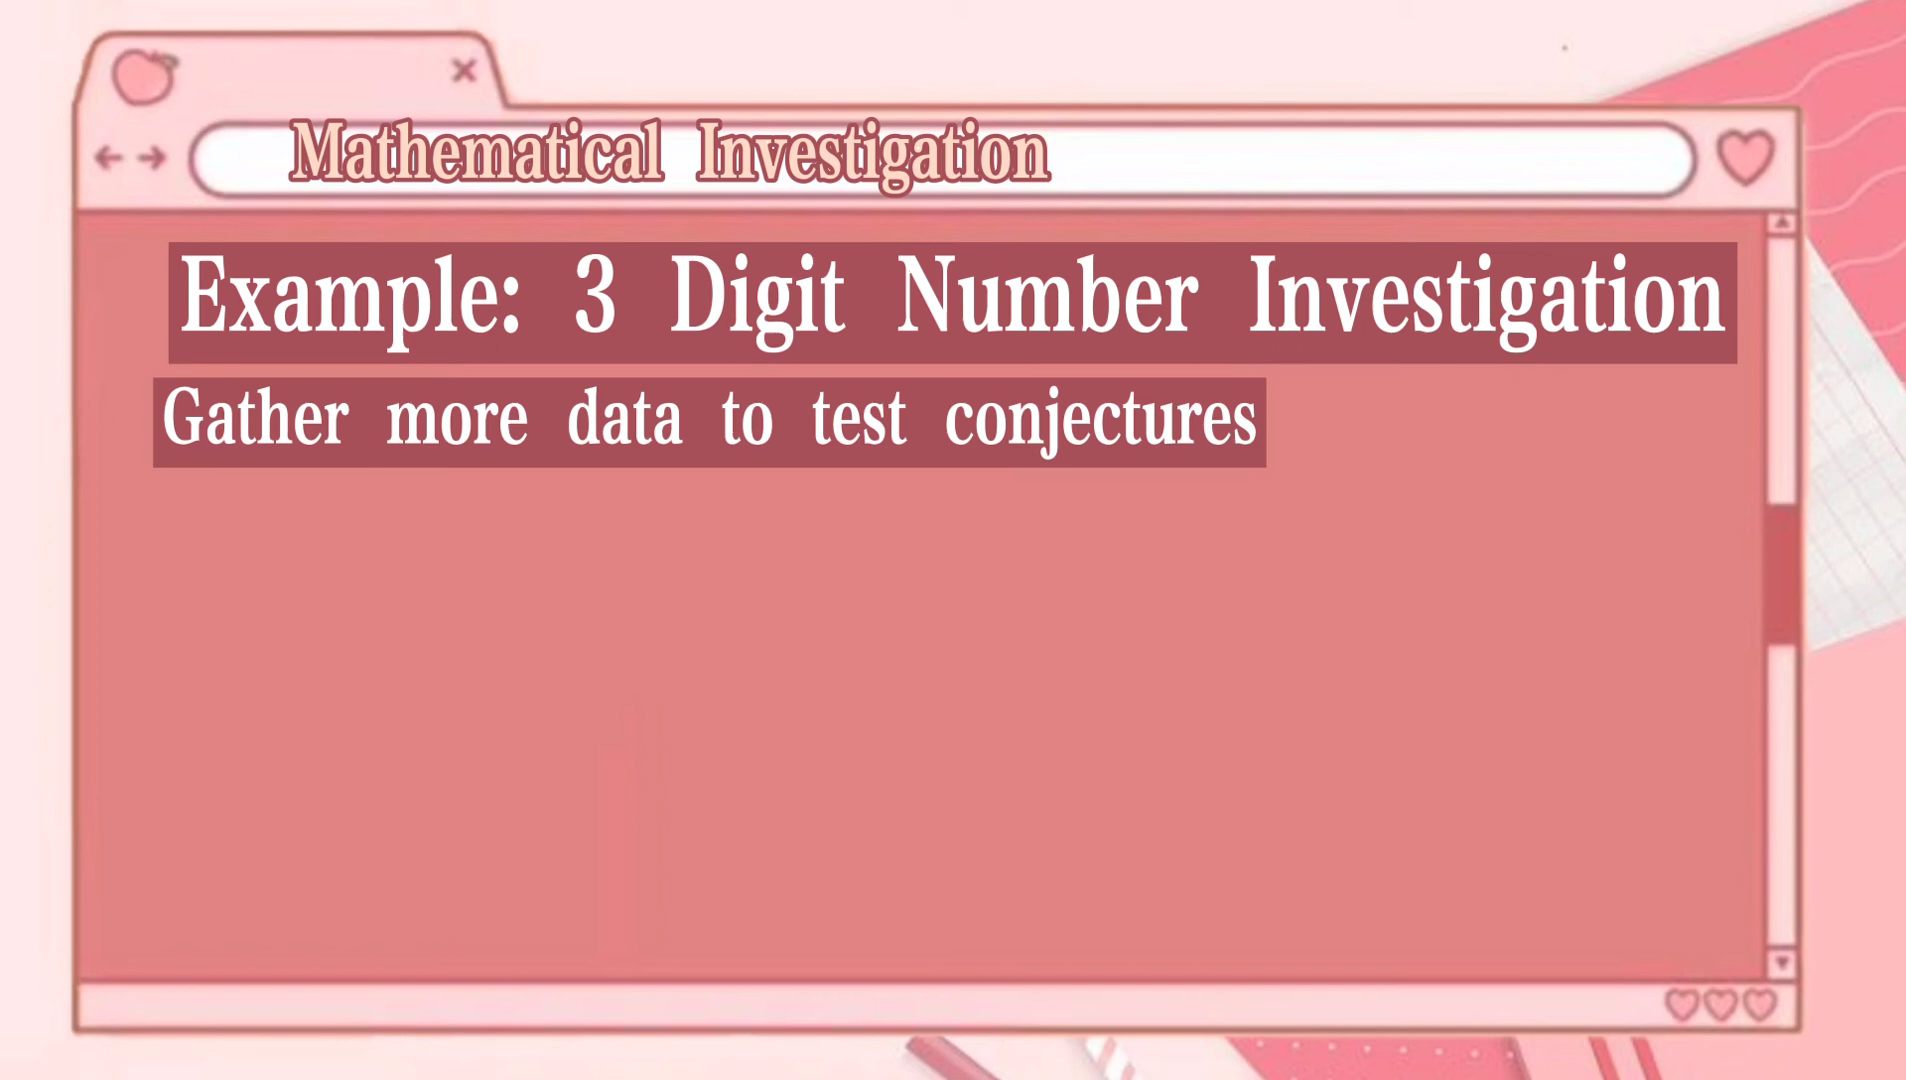 Mathematical Investigation
Example: 3 Digit Number Investigation
Gather more data to test conjectures